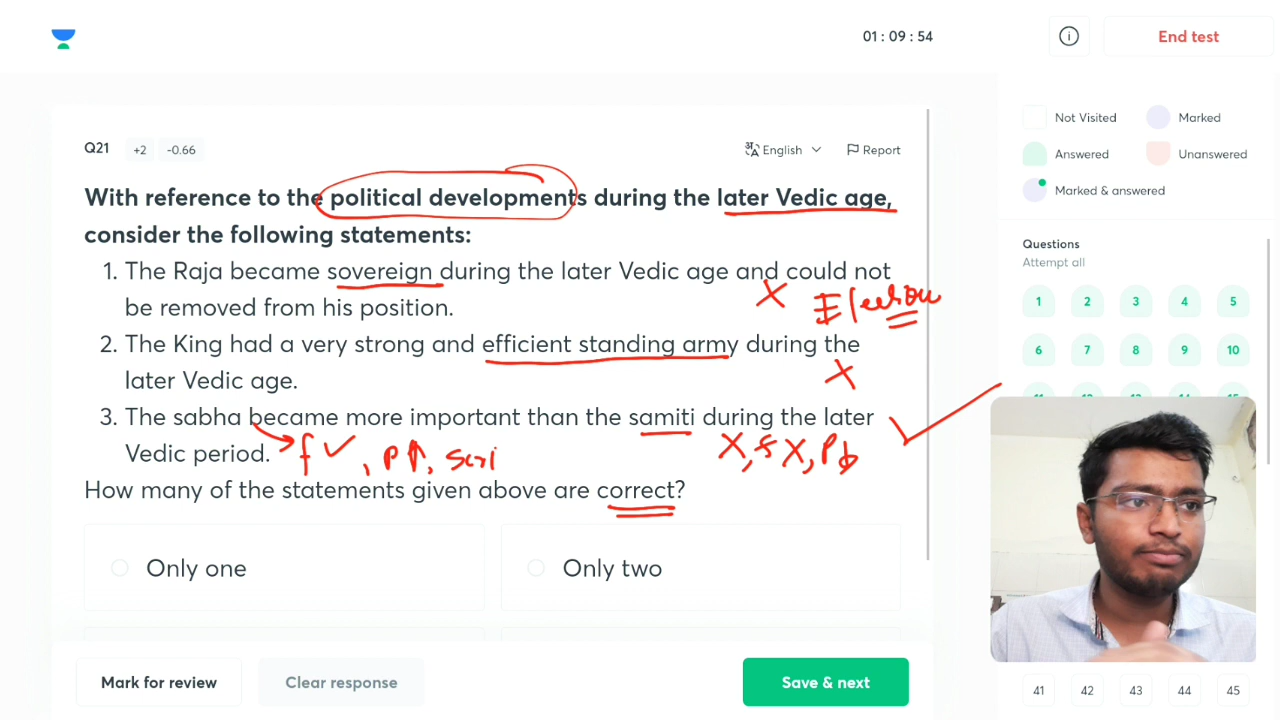 01 : 09 : 54
End test
Q21 +2 -0.66
English
Report
With reference to the political developments during the later Vedic age,
consider the following statements:
1. The Raja became sovereign during the later Vedic age and could not
be removed from his position.
X Election
2. The King had a very strong and efficient standing army during the
later Vedic age.
X
3. The sabha became more important than the samiti during the later
Vedic period.
How many of the statements given above are correct?
Only one
Only two
Mark for review
Clear response
Save & next
Not Visited
Marked
Answered
Unanswered
Marked & answered
Questions
Attempt all
1 2 3 4 5
6 7 8 9 10
41 42 43 44 45